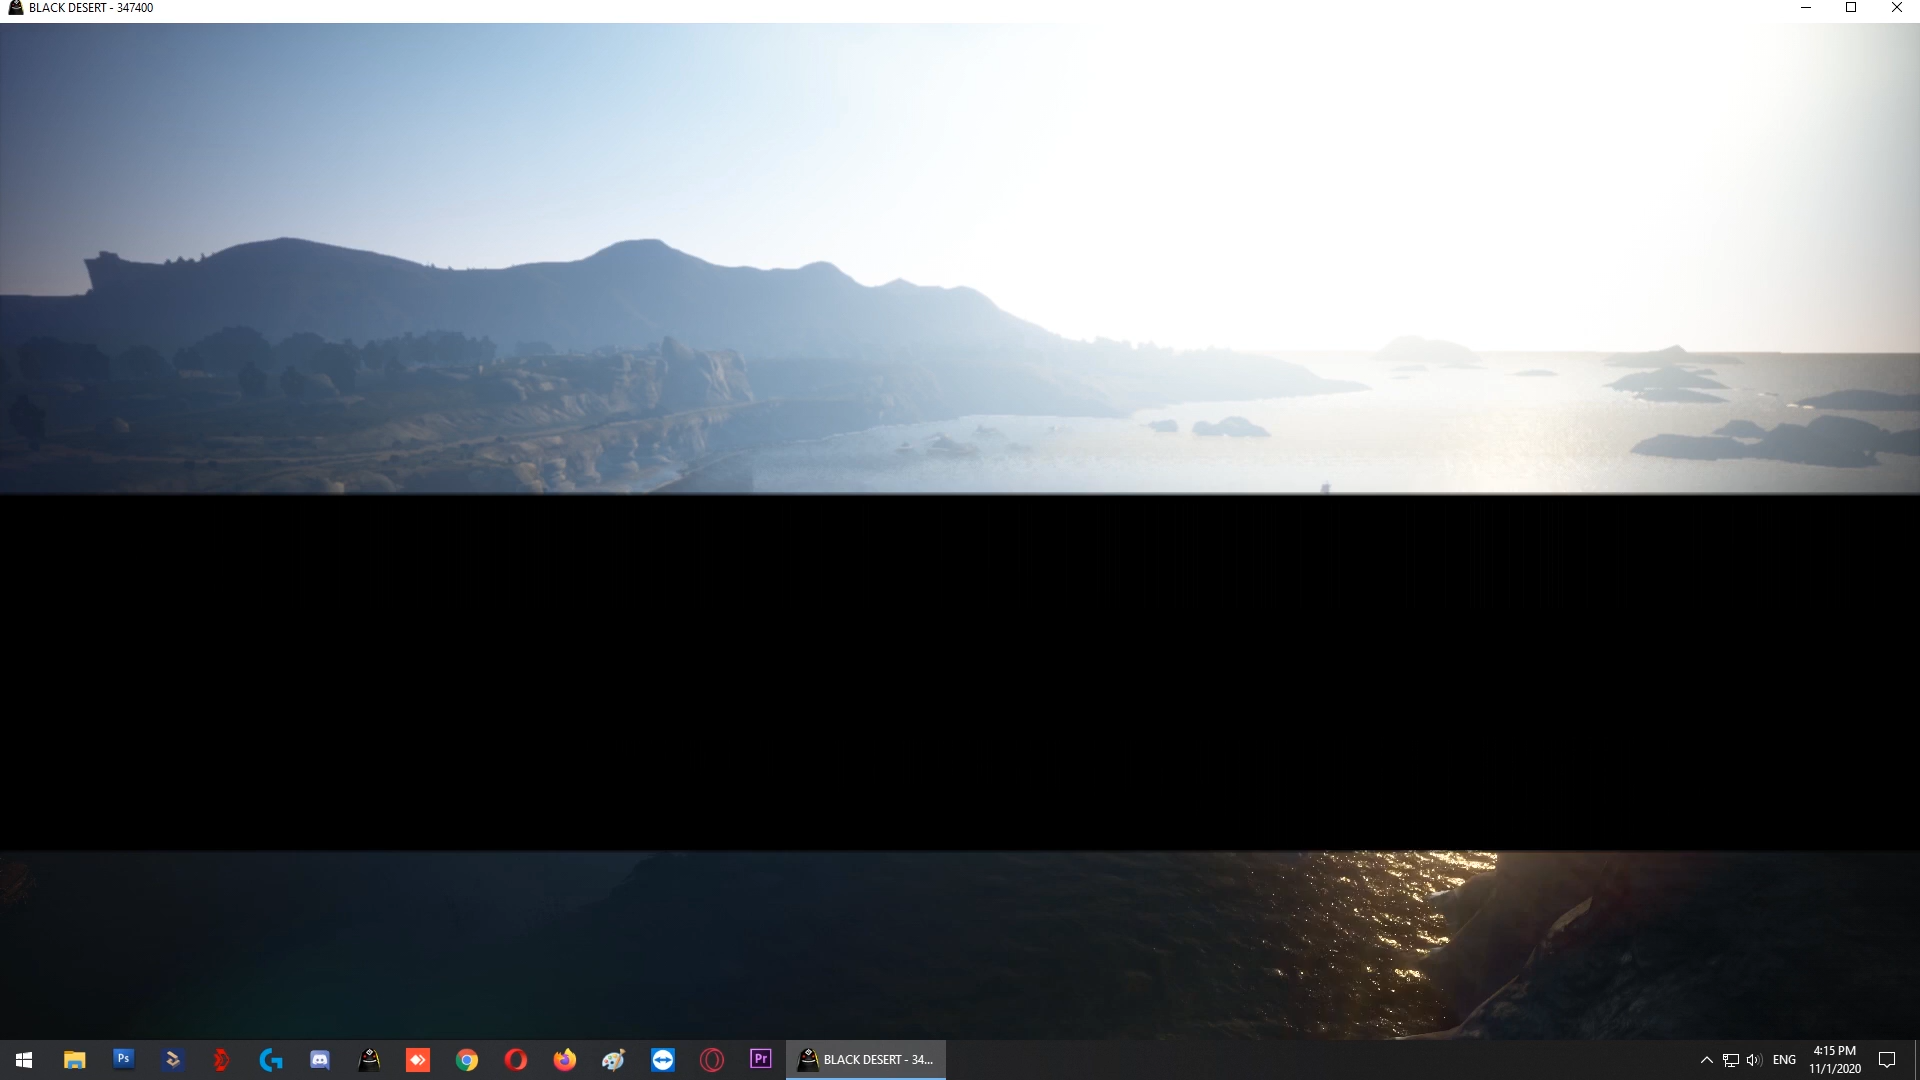 BLACK DESERT - 347400
Ps
Pr
BLACK DESERT - 34...
ENG
4:15 PM
11/1/2020